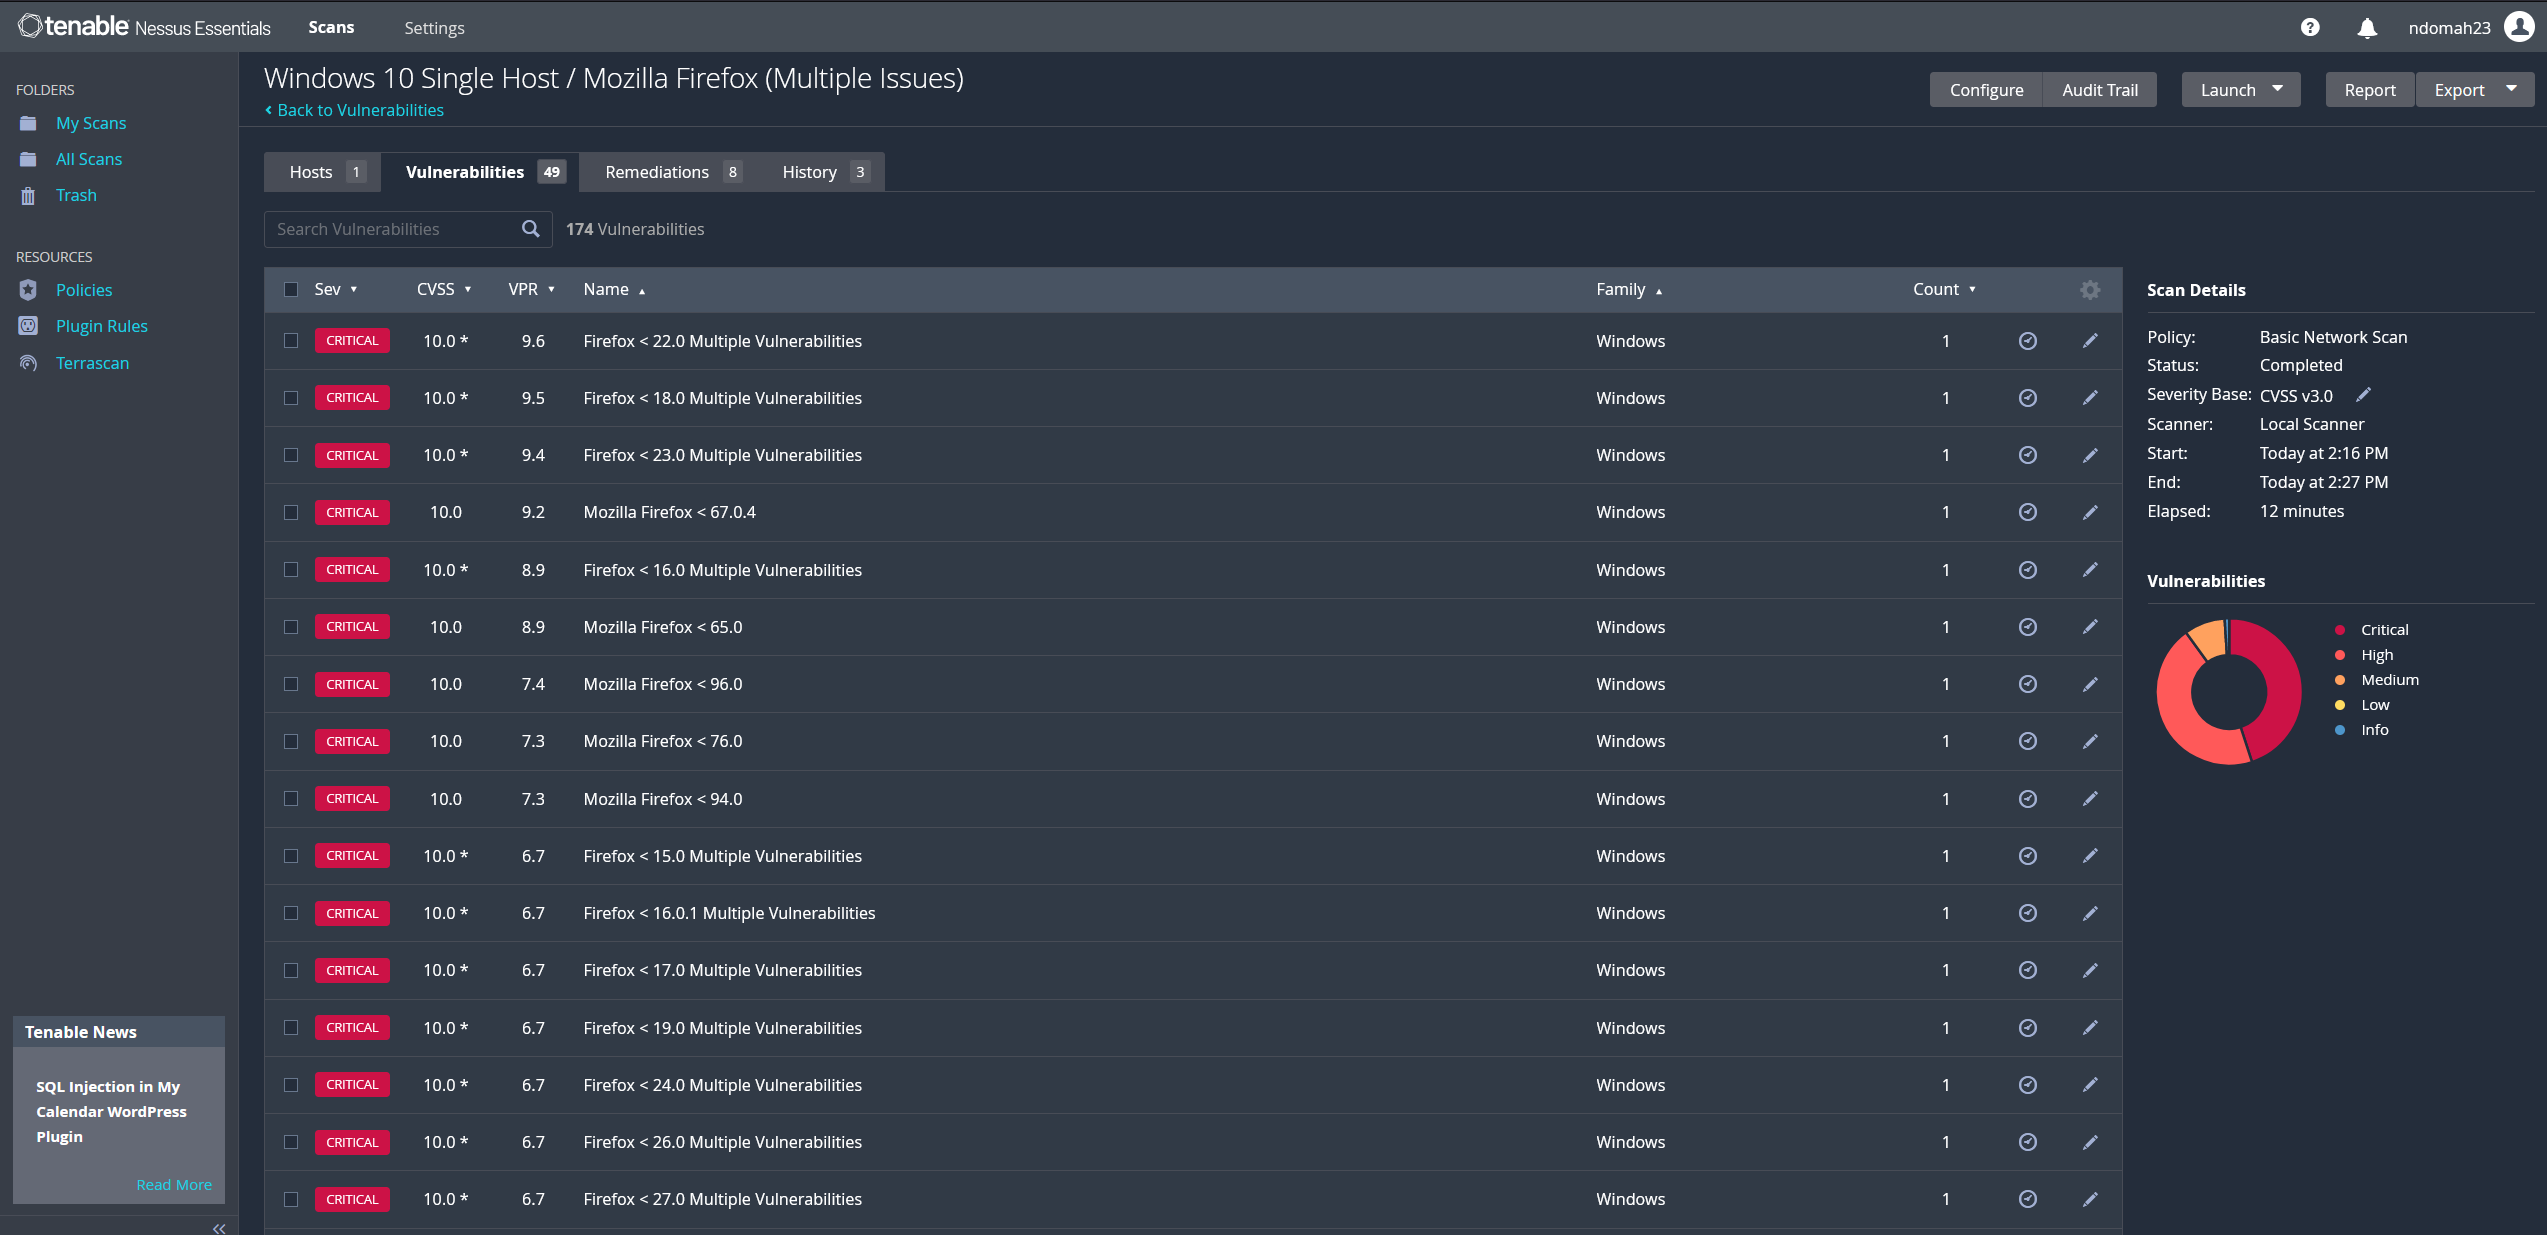 tenable Nessus Essentials Scans Settings ? ndomah23
FOLDERS
My Scans
All Scans
Trash
RESOURCES
Policies
Plugin Rules
Terrascan
Tenable News
SQL Injection in My
Calendar WordPress
Plugin
Read More
Windows 10 Single Host / Mozilla Firefox (Multiple Issues)
Back to Vulnerabilities
Configure Audit Trail Launch Report Export
Hosts 1 Vulnerabilities 49 Remediations 8 History 3
Search Vulnerabilities 174 Vulnerabilities
Sev CVSS VPR Name Family Count
CRITICAL 10.0 * 9.6 Firefox < 22.0 Multiple Vulnerabilities Windows 1
CRITICAL 10.0 * 9.5 Firefox < 18.0 Multiple Vulnerabilities Windows 1
CRITICAL 10.0 * 9.4 Firefox < 23.0 Multiple Vulnerabilities Windows 1
CRITICAL 10.0 9.2 Mozilla Firefox < 67.0.4 Windows 1
CRITICAL 10.0 * 8.9 Firefox < 16.0 Multiple Vulnerabilities Windows 1
CRITICAL 10.0 8.9 Mozilla Firefox < 65.0 Windows 1
CRITICAL 10.0 7.4 Mozilla Firefox < 96.0 Windows 1
CRITICAL 10.0 7.3 Mozilla Firefox < 76.0 Windows 1
CRITICAL 10.0 7.3 Mozilla Firefox < 94.0 Windows 1
CRITICAL 10.0 * 6.7 Firefox < 15.0 Multiple Vulnerabilities Windows 1
CRITICAL 10.0 * 6.7 Firefox < 16.0.1 Multiple Vulnerabilities Windows 1
CRITICAL 10.0 * 6.7 Firefox < 17.0 Multiple Vulnerabilities Windows 1
CRITICAL 10.0 * 6.7 Firefox < 19.0 Multiple Vulnerabilities Windows 1
CRITICAL 10.0 * 6.7 Firefox < 24.0 Multiple Vulnerabilities Windows 1
CRITICAL 10.0 * 6.7 Firefox < 26.0 Multiple Vulnerabilities Windows 1
CRITICAL 10.0 * 6.7 Firefox < 27.0 Multiple Vulnerabilities Windows 1
Scan Details
Policy: Basic Network Scan
Status: Completed
Severity Base: CVSS v3.0
Scanner: Local Scanner
Start: Today at 2:16 PM
End: Today at 2:27 PM
Elapsed: 12 minutes
Vulnerabilities
Critical
High
Medium
Low
Info